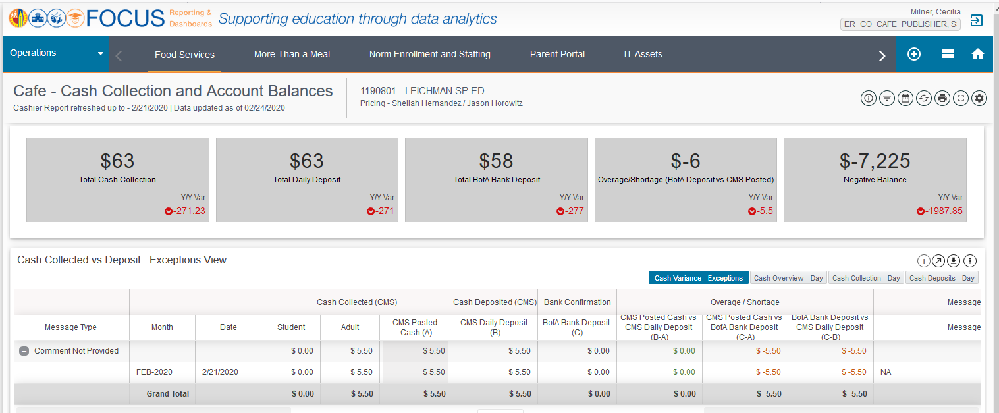 FOCUS Reporting & Dashboards Supporting education through data analytics
Milner, Cecilia
ER_CO_CAFE_PUBLISHER, S
Operations Food Services More Than a Meal Norm Enrollment and Staffing Parent Portal IT Assets
Cafe - Cash Collection and Account Balances
Cashier Report refreshed up to - 2/21/2020 | Data updated as of 02/24/2020
1190801 - LEICHMAN SP ED
Pricing - Sheilah Hernandez / Jason Horowitz
$63
Total Cash Collection
Y/Y Var
-271.23
$63
Total Daily Deposit
Y/Y Var
-271
$58
Total BofA Bank Deposit
Y/Y Var
-277
$-6
Overage/Shortage (BofA Deposit vs CMS Posted)
Y/Y Var
-5.5
$-7,225
Negative Balance
Y/Y Var
-1987.85
Cash Collected vs Deposit : Exceptions View
Cash Variance - Exceptions Cash Overview - Day Cash Collection - Day Cash Deposits - Day
Cash Collected (CMS) Cash Deposited (CMS) Bank Confirmation Overage / Shortage Message
Message Type Month Date Student Adult CMS Posted Cash (A) CMS Daily Deposit (B) BofA Bank Deposit (C) CMS Posted Cash vs CMS Daily Deposit (B-A) CMS Posted Cash vs BofA Bank Deposit (C-A) BofA Bank Deposit vs CMS Daily Deposit (C-B) Message
Comment Not Provided $ 0.00 $ 5.50 $ 5.50 $ 5.50 $ 0.00 $ 0.00 $ -5.50 $ -5.50
FEB-2020 2/21/2020 $ 0.00 $ 5.50 $ 5.50 $ 5.50 $ 0.00 $ 0.00 $ -5.50 $ -5.50 NA
Grand Total $ 0.00 $ 5.50 $ 5.50 $ 5.50 $ 0.00 $ 0.00 $ -5.50 $ -5.50